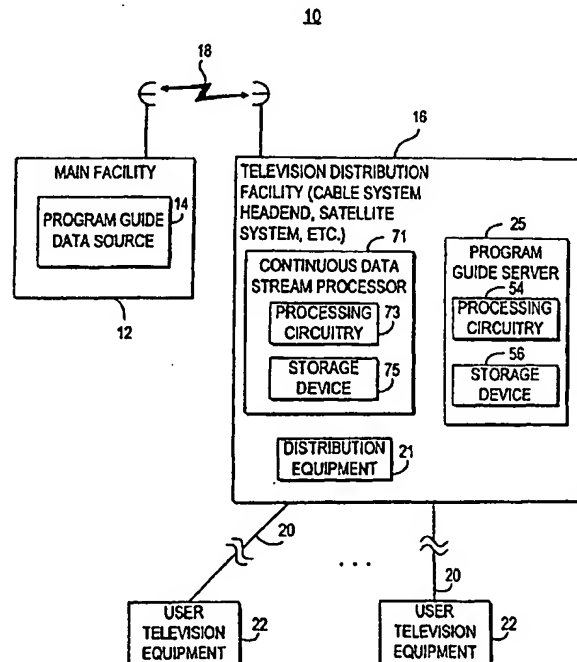 10
18
16
MAIN FACILITY
PROGRAM GUIDE
DATA SOURCE
14
12
TELEVISION DISTRIBUTION
FACILITY (CABLE SYSTEM
HEADEND, SATELLITE
SYSTEM, ETC.)
71
CONTINUOUS DATA
STREAM PROCESSOR
PROCESSING
CIRCUITRY
73
STORAGE
DEVICE
75
25
PROGRAM
GUIDE SERVER
54
PROCESSING
CIRCUITRY
56
STORAGE
DEVICE
DISTRIBUTION
EQUIPMENT
21
20
...
20
USER
TELEVISION
EQUIPMENT
22
USER
TELEVISION
EQUIPMENT
22